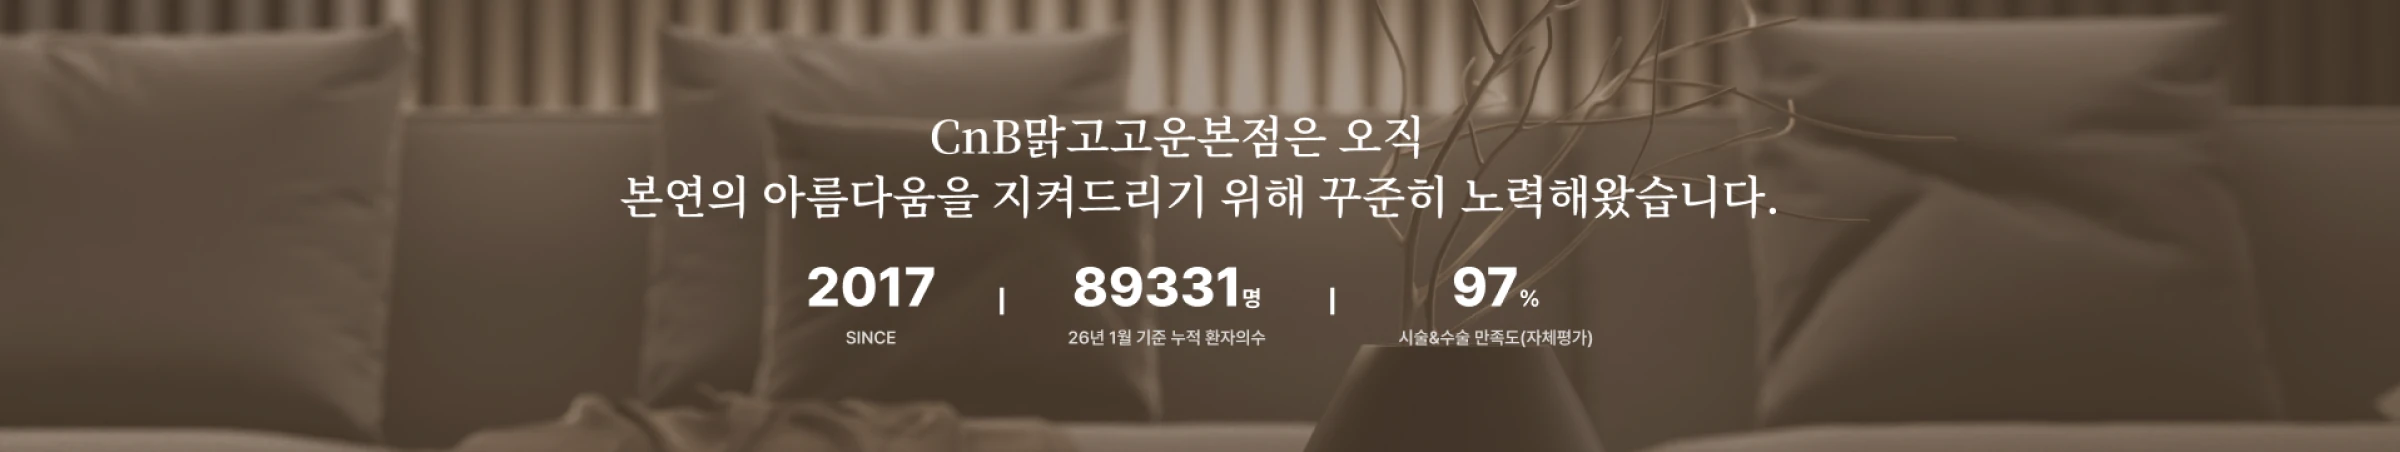 CnB맑고고운본점은 오직
본연의 아름다움을 지켜드리기 위해 꾸준히 노력해왔습니다.
2017 | 89331명 | 97%
SINCE 26년 1월 기준 누적 환자의수 시술&수술 만족도(자체평가)